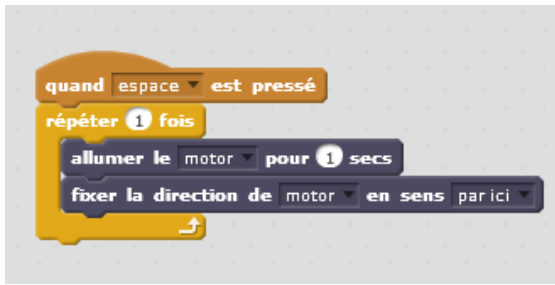 quand espace est pressé
répéter 1 fois
allumer le motor pour 1 secs
fixer la direction de motor en sens par ici